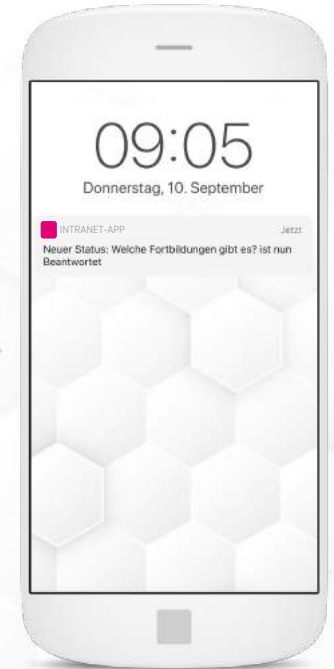 09:05
Donnerstag, 10. September
INTRANET-APP Jetzt
Neuer Status: Welche Fortbildungen gibt es? ist nun
Beantwortet